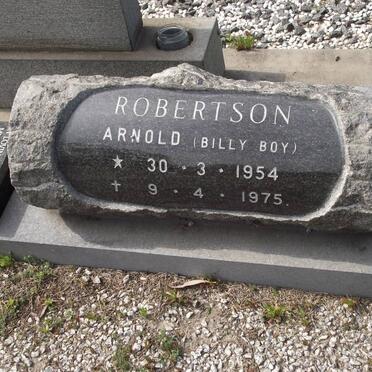 ROBERTSON
ARNOLD (BILLY BOY)
☆ 30 · 3 · 1954
✝ 9 · 4 · 1975.